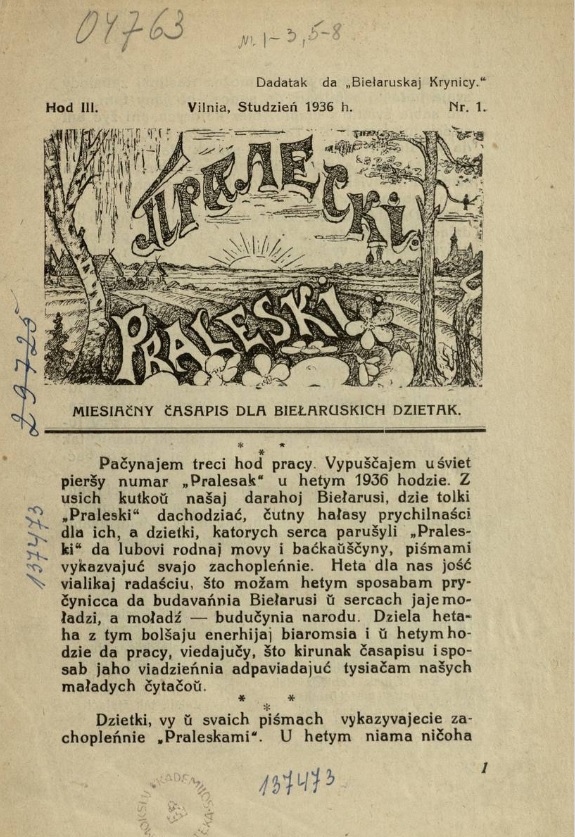 04763
N. 1-3, 5-8
Dadatak da „Biełaruskaj Krynicy.“
Hod III. Vilnia, Studzień 1936 h. Nr. 1.
ПРАЛЕСКІ.
PRALESKI.
MIESIAČNY ČASAPIS DLA BIEŁARUSKICH DZIETAK.
29725
137473
* * *
Pačynajem treci hod pracy. Vypuščajem u śviet
pieršy numar „Pralesak“ u hetym 1936 hodzie. Z
usich kutkoŭ našaj darahoj Biełarusi, dzie tolki
„Praleski“ dachodziać, čutny hałasy prychilnaści
dla ich, a dzietki, katorych serca parušyli „Prales-
ki“ da lubovi rodnaj movy i baćkaŭščyny, piśmami
vykazvajuć svajo zachopleńnie. Heta dla nas jość
vialikaj radaściu, što možam hetym sposabam pry-
čynicca da budavańnia Biełarusi ŭ sercach jaje mo-
ładzi, a moładź — budučynia narodu. Dziela heta-
ha z tym bolšaju enerhijaj biaromsia i ŭ hetym ho-
dzie da pracy, viedajučy, što kirunak časapisu i spo-
sab jaho viadzieńnia adpaviadajuć tysiačam našych
maładych čytačoŭ.
* * *
Dzietki, vy ŭ svaich piśmach vykazyvajecie za-
chopleńnie „Praleskami“. U hetym niama ničoha
1
137473